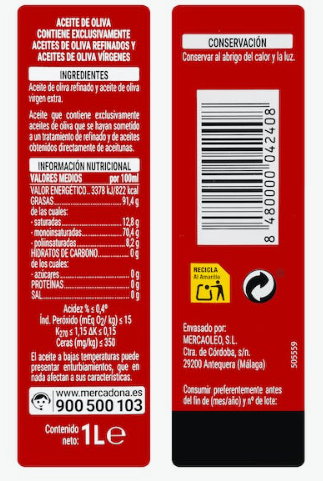 ACEITE DE OLIVA
CONTIENE EXCLUSIVAMENTE
ACEITES DE OLIVA REFINADOS Y
ACEITES DE OLIVA VÍRGENES
INGREDIENTES
Aceite de oliva refinado y aceite de oliva
virgen extra.
Aceite que contiene exclusivamente
aceites de oliva que se hayan sometido
a un tratamiento de refinado y de aceites
obtenidos directamente de aceitunas.
INFORMACIÓN NUTRICIONAL
VALORES MEDIOS por 100ml
VALOR ENERGÉTICO.. 3378 kJ/822 kcal
GRASAS 91,4 g
de las cuales:
- saturadas 12,8 g
- monoinsaturadas 70,4 g
- poliinsaturadas 8,2 g
HIDRATOS DE CARBONO 0 g
de los cuales:
- azúcares 0 g
PROTEÍNAS 0 g
SAL 0 g
Acidez % ≤ 0,4º
Índ. Peróxido (mEq O₂/ kg) ≤ 15
K₂₇₀ ≤ 1,15 ΔK ≤ 0,15
Ceras (mg/kg) ≤ 350
El aceite a bajas temperaturas puede
presentar enturbiamientos, que en
nada afectan a sus características.
www.mercadona.es
900 500 103
Contenido
neto: 1L e
CONSERVACIÓN
Conservar al abrigo del calor y la luz.
8 480000 042408
RECICLA
Al Amarillo
Envasado por:
MERCAOLEO, S.L.
Ctra. de Córdoba, s/n.
29200 Antequera (Málaga)
505559
Consumir preferentemente antes
del fin de (mes/año) y nº de lote: